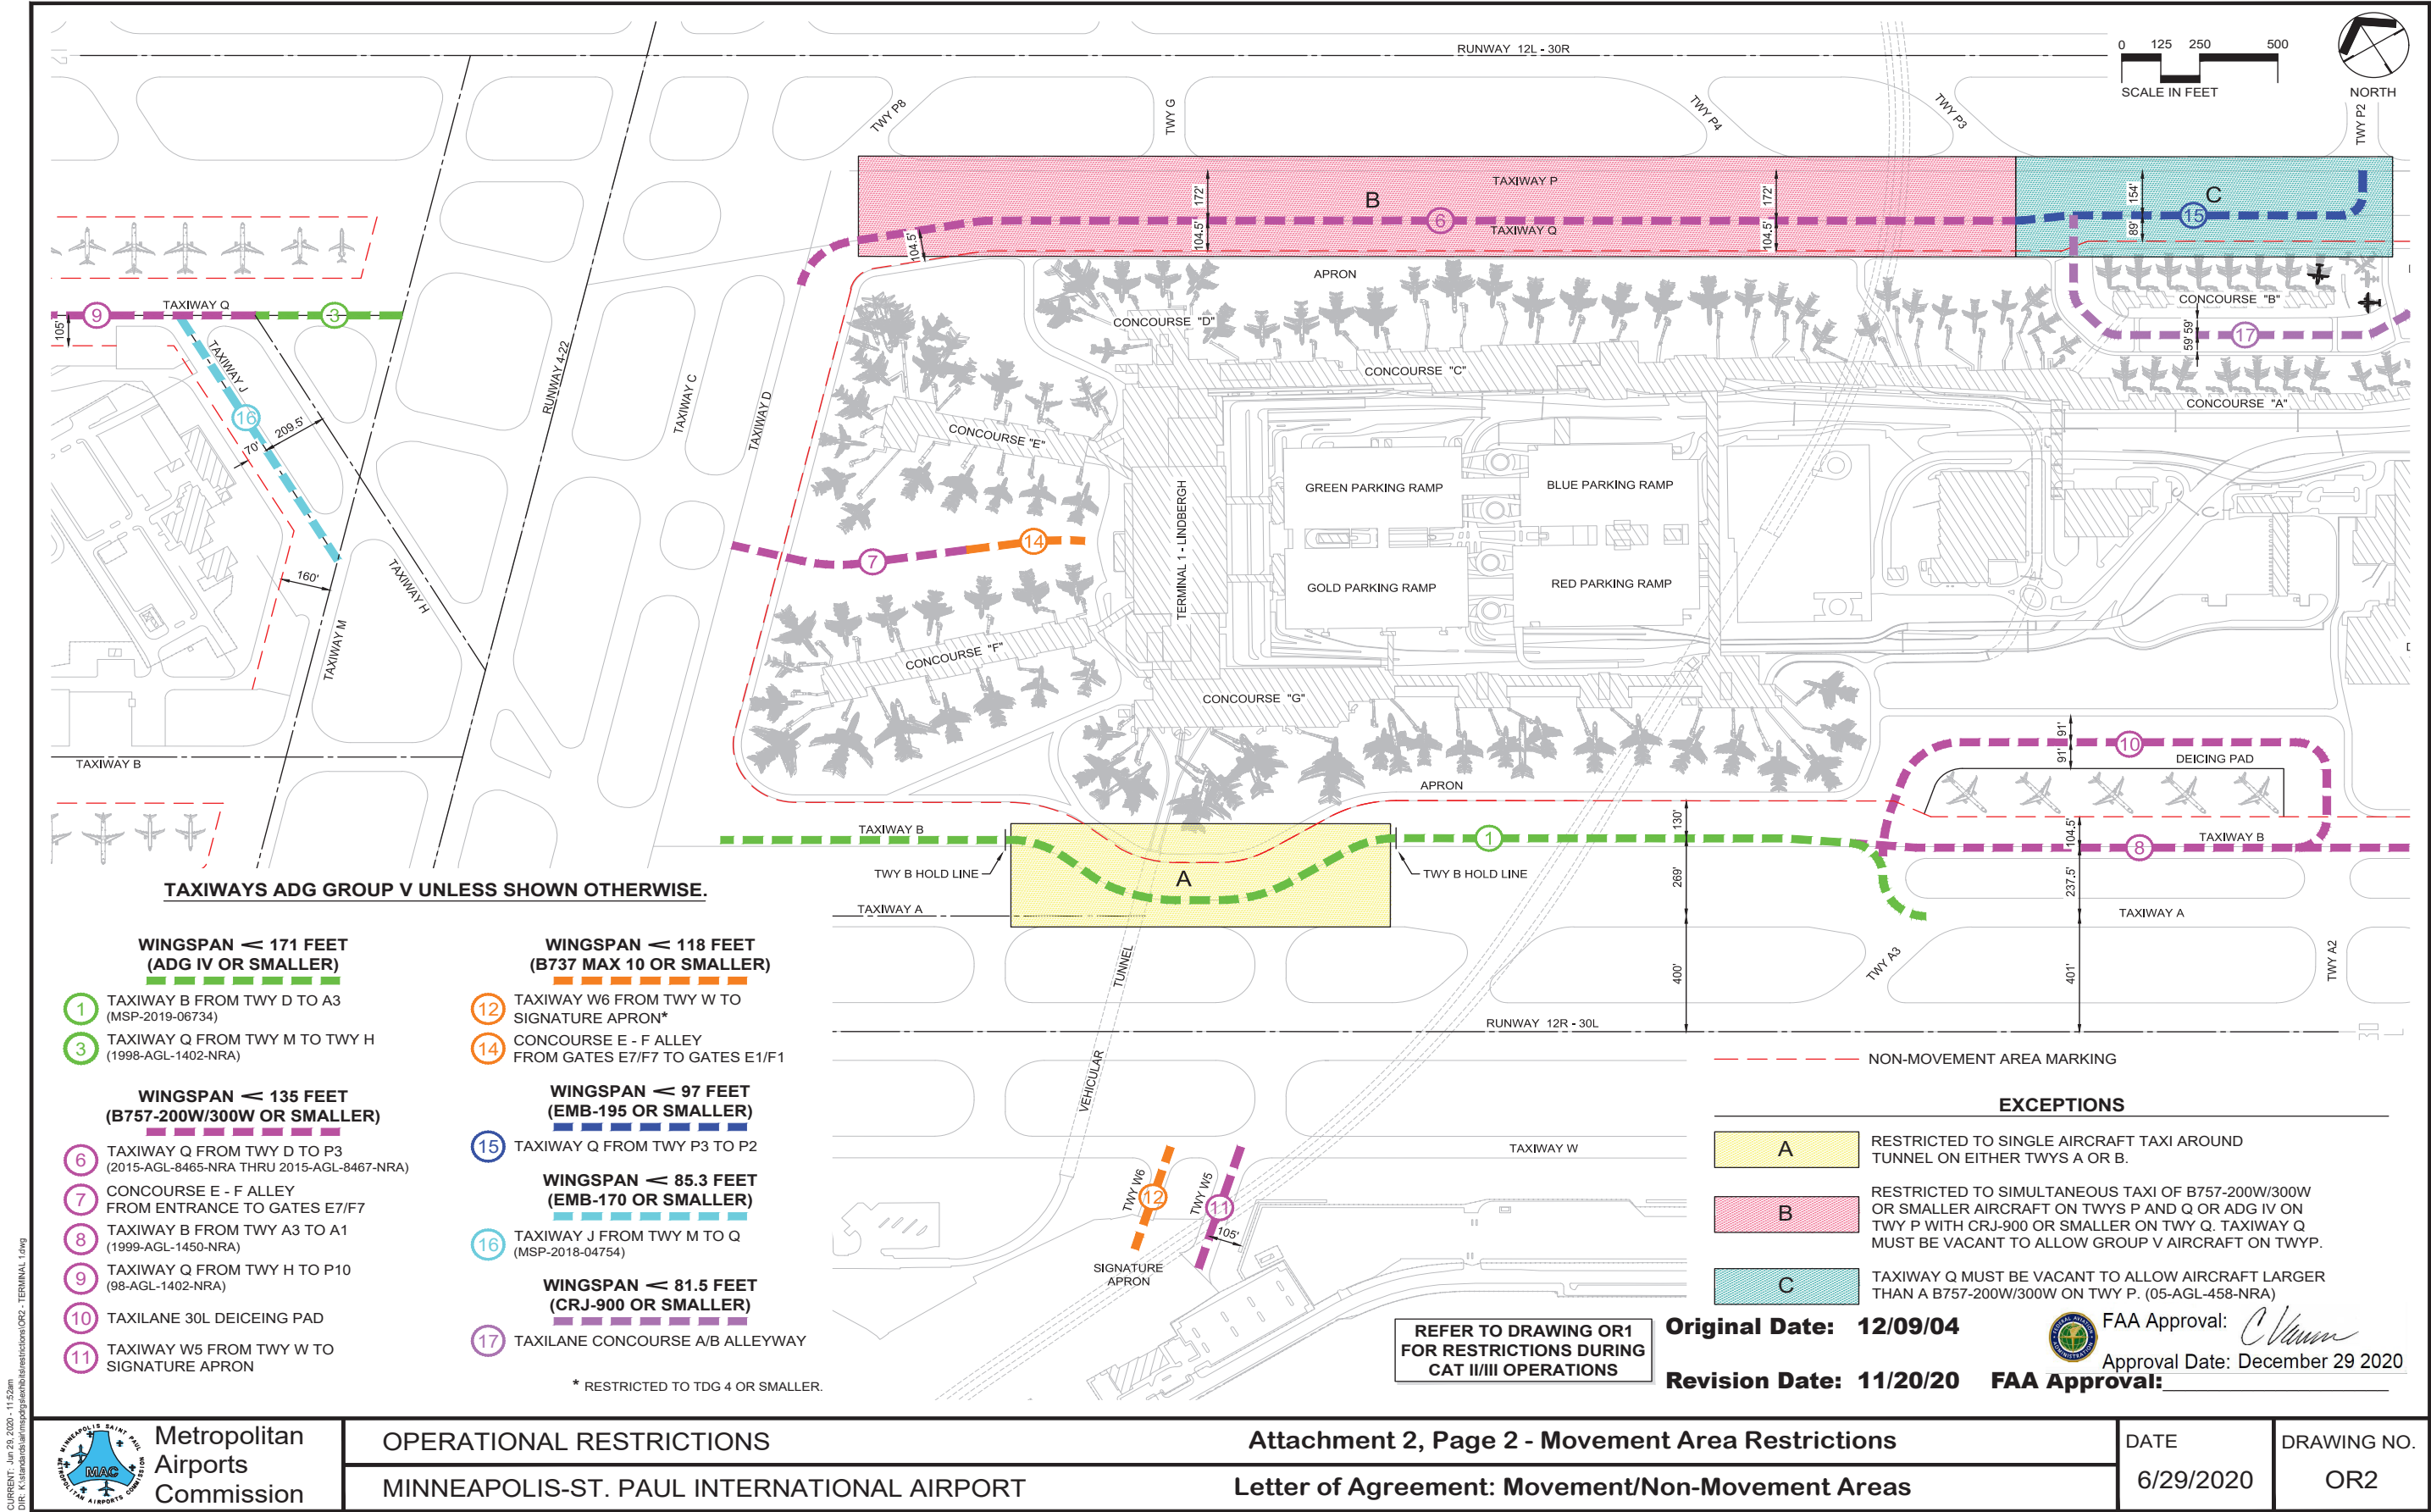 RUNWAY 12L - 30R
0 125 250 500
SCALE IN FEET
NORTH
TWY P8
TWY G
TWY P4
TWY P3
TWY P2
TAXIWAY P
B
C
172'
172'
154'
6
15
TAXIWAY Q
104.5'
104.5'
104.5'
89'
APRON
TAXIWAY Q
9
3
105'
TAXIWAY J
16
209.5'
70'
160'
TAXIWAY H
TAXIWAY M
RUNWAY 4-22
TAXIWAY C
TAXIWAY D
CONCOURSE "D"
CONCOURSE "C"
CONCOURSE "B"
17
59' 59'
CONCOURSE "A"
CONCOURSE "E"
14
7
CONCOURSE "F"
TERMINAL 1 - LINDBERGH
GREEN PARKING RAMP
BLUE PARKING RAMP
GOLD PARKING RAMP
RED PARKING RAMP
CONCOURSE "G"
APRON
TAXIWAY B
TAXIWAY B
TWY B HOLD LINE
TAXIWAY A
A
1
TWY B HOLD LINE
130'
269'
400'
91' 91'
10
DEICING PAD
104.5'
TAXIWAY B
8
237.5'
TAXIWAY A
TWY A3
401'
TWY A2
RUNWAY 12R - 30L
VEHICULAR TUNNEL
TAXIWAY W
TWY W6
12
TWY W5
11
105'
SIGNATURE
APRON
TAXIWAYS ADG GROUP V UNLESS SHOWN OTHERWISE.
WINGSPAN < 171 FEET
(ADG IV OR SMALLER)
1 TAXIWAY B FROM TWY D TO A3
(MSP-2019-06734)
3 TAXIWAY Q FROM TWY M TO TWY H
(1998-AGL-1402-NRA)
WINGSPAN < 135 FEET
(B757-200W/300W OR SMALLER)
6 TAXIWAY Q FROM TWY D TO P3
(2015-AGL-8465-NRA THRU 2015-AGL-8467-NRA)
7 CONCOURSE E - F ALLEY
FROM ENTRANCE TO GATES E7/F7
8 TAXIWAY B FROM TWY A3 TO A1
(1999-AGL-1450-NRA)
9 TAXIWAY Q FROM TWY H TO P10
(98-AGL-1402-NRA)
10 TAXILANE 30L DEICEING PAD
11 TAXIWAY W5 FROM TWY W TO
SIGNATURE APRON
WINGSPAN < 118 FEET
(B737 MAX 10 OR SMALLER)
12 TAXIWAY W6 FROM TWY W TO
SIGNATURE APRON*
14 CONCOURSE E - F ALLEY
FROM GATES E7/F7 TO GATES E1/F1
WINGSPAN < 97 FEET
(EMB-195 OR SMALLER)
15 TAXIWAY Q FROM TWY P3 TO P2
WINGSPAN < 85.3 FEET
(EMB-170 OR SMALLER)
16 TAXIWAY J FROM TWY M TO Q
(MSP-2018-04754)
WINGSPAN < 81.5 FEET
(CRJ-900 OR SMALLER)
17 TAXILANE CONCOURSE A/B ALLEYWAY
* RESTRICTED TO TDG 4 OR SMALLER.
NON-MOVEMENT AREA MARKING
EXCEPTIONS
A RESTRICTED TO SINGLE AIRCRAFT TAXI AROUND
TUNNEL ON EITHER TWYS A OR B.
B RESTRICTED TO SIMULTANEOUS TAXI OF B757-200W/300W
OR SMALLER AIRCRAFT ON TWYS P AND Q OR ADG IV ON
TWY P WITH CRJ-900 OR SMALLER ON TWY Q. TAXIWAY Q
MUST BE VACANT TO ALLOW GROUP V AIRCRAFT ON TWYP.
C TAXIWAY Q MUST BE VACANT TO ALLOW AIRCRAFT LARGER
THAN A B757-200W/300W ON TWY P. (05-AGL-458-NRA)
REFER TO DRAWING OR1
FOR RESTRICTIONS DURING
CAT II/III OPERATIONS
Original Date: 12/09/04
FAA Approval:
Approval Date: December 29 2020
Revision Date: 11/20/20 FAA Approval:
MINNEAPOLIS SAINT PAUL
MAC
METROPOLITAN AIRPORTS COMMISSION
Metropolitan
Airports
Commission
OPERATIONAL RESTRICTIONS
MINNEAPOLIS-ST. PAUL INTERNATIONAL AIRPORT
Attachment 2, Page 2 - Movement Area Restrictions
Letter of Agreement: Movement/Non-Movement Areas
DATE
6/29/2020
DRAWING NO.
OR2
CURRENT: Jun 29, 2020 - 11:52am